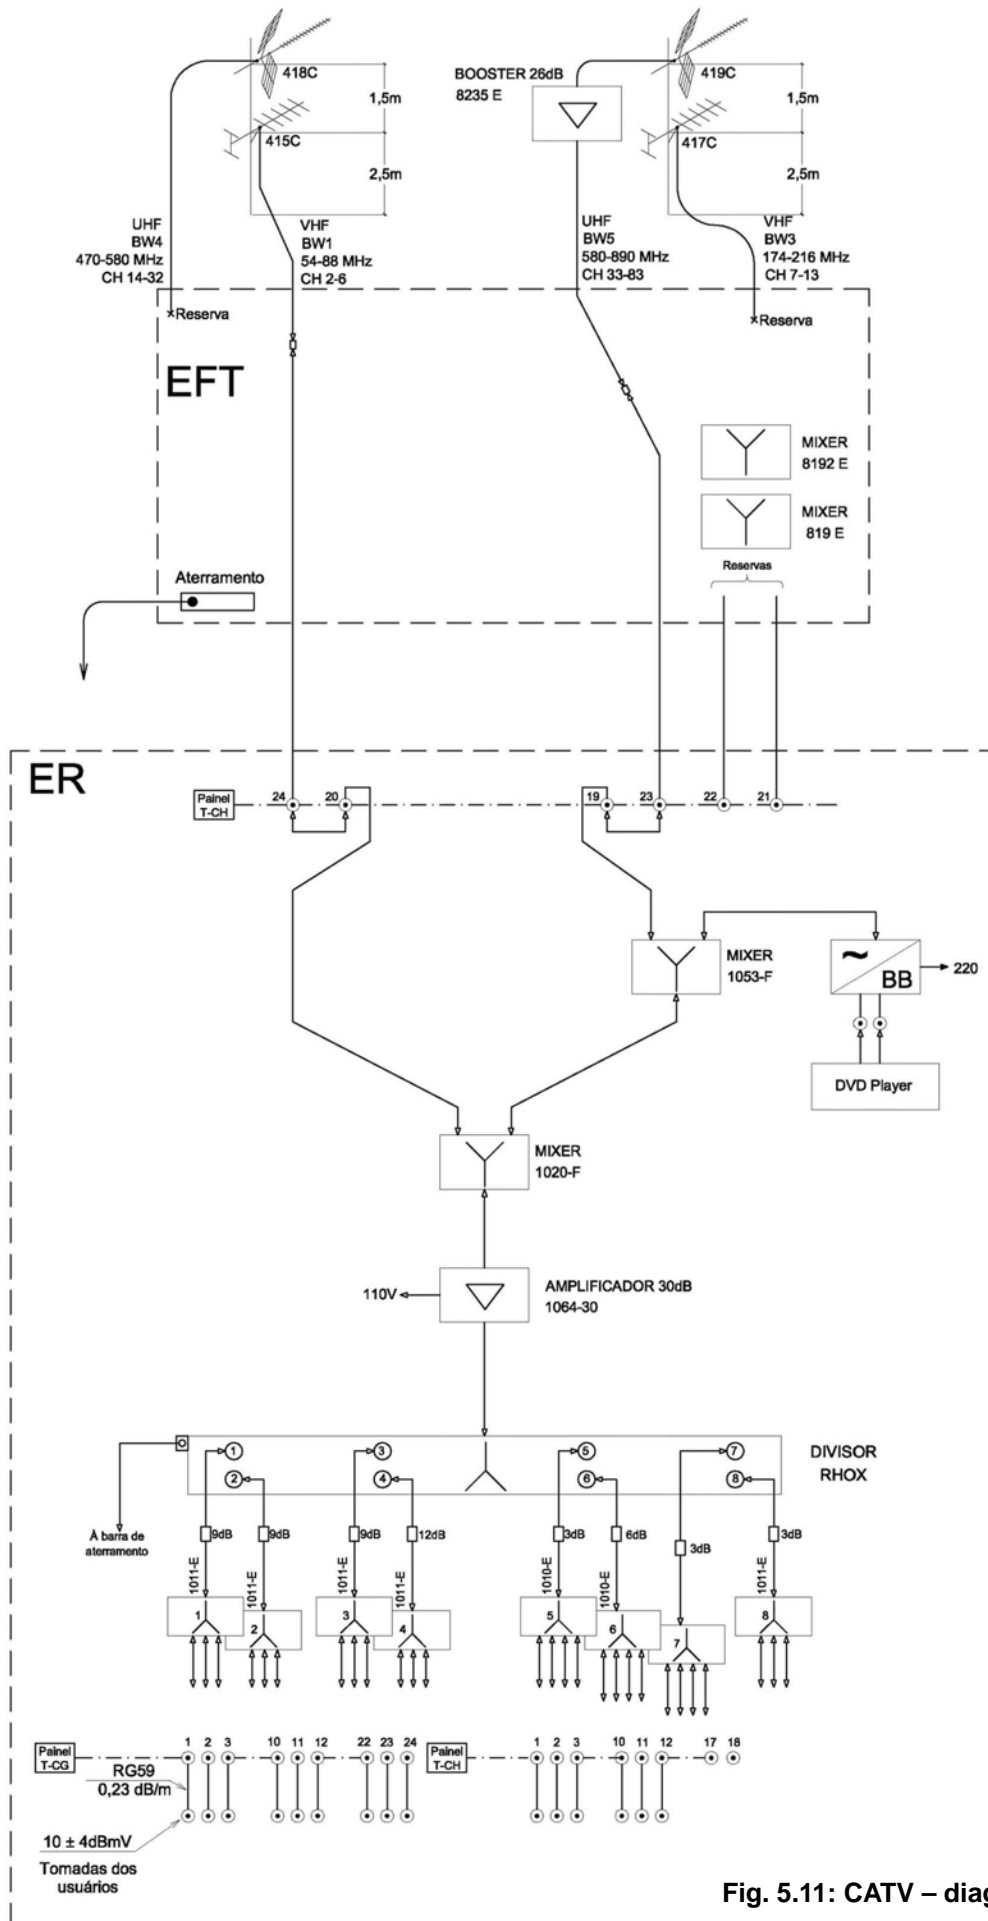 418C
1,5m
415C
2,5m
BOOSTER 26dB
8235 E
419C
1,5m
417C
2,5m
UHF
BW4
470-580 MHz
CH 14-32
VHF
BW1
54-88 MHz
CH 2-6
UHF
BW5
580-890 MHz
CH 33-83
VHF
BW3
174-216 MHz
CH 7-13
Reserva
Reserva
EFT
MIXER
8192 E
MIXER
819 E
Reservas
Aterramento
ER
Painel
T-CH
24
20
19
23
22
21
MIXER
1053-F
~
BB
220
DVD Player
MIXER
1020-F
110V
AMPLIFICADOR 30dB
1064-30
DIVISOR
RHOX
1
2
3
4
5
6
7
8
À barra de
aterramento
9dB
9dB
9dB
12dB
3dB
6dB
3dB
3dB
1011-E
1011-E
1011-E
1011-E
1010-E
1010-E
1011-E
1
2
3
4
5
6
7
8
Painel
T-CG
1 2 3 10 11 12 22 23 24
Painel
T-CH
1 2 3 10 11 12 17 18
RG59
0,23 dB/m
10 ± 4dBmV
Tomadas dos
usuários
Fig. 5.11: CATV – diag